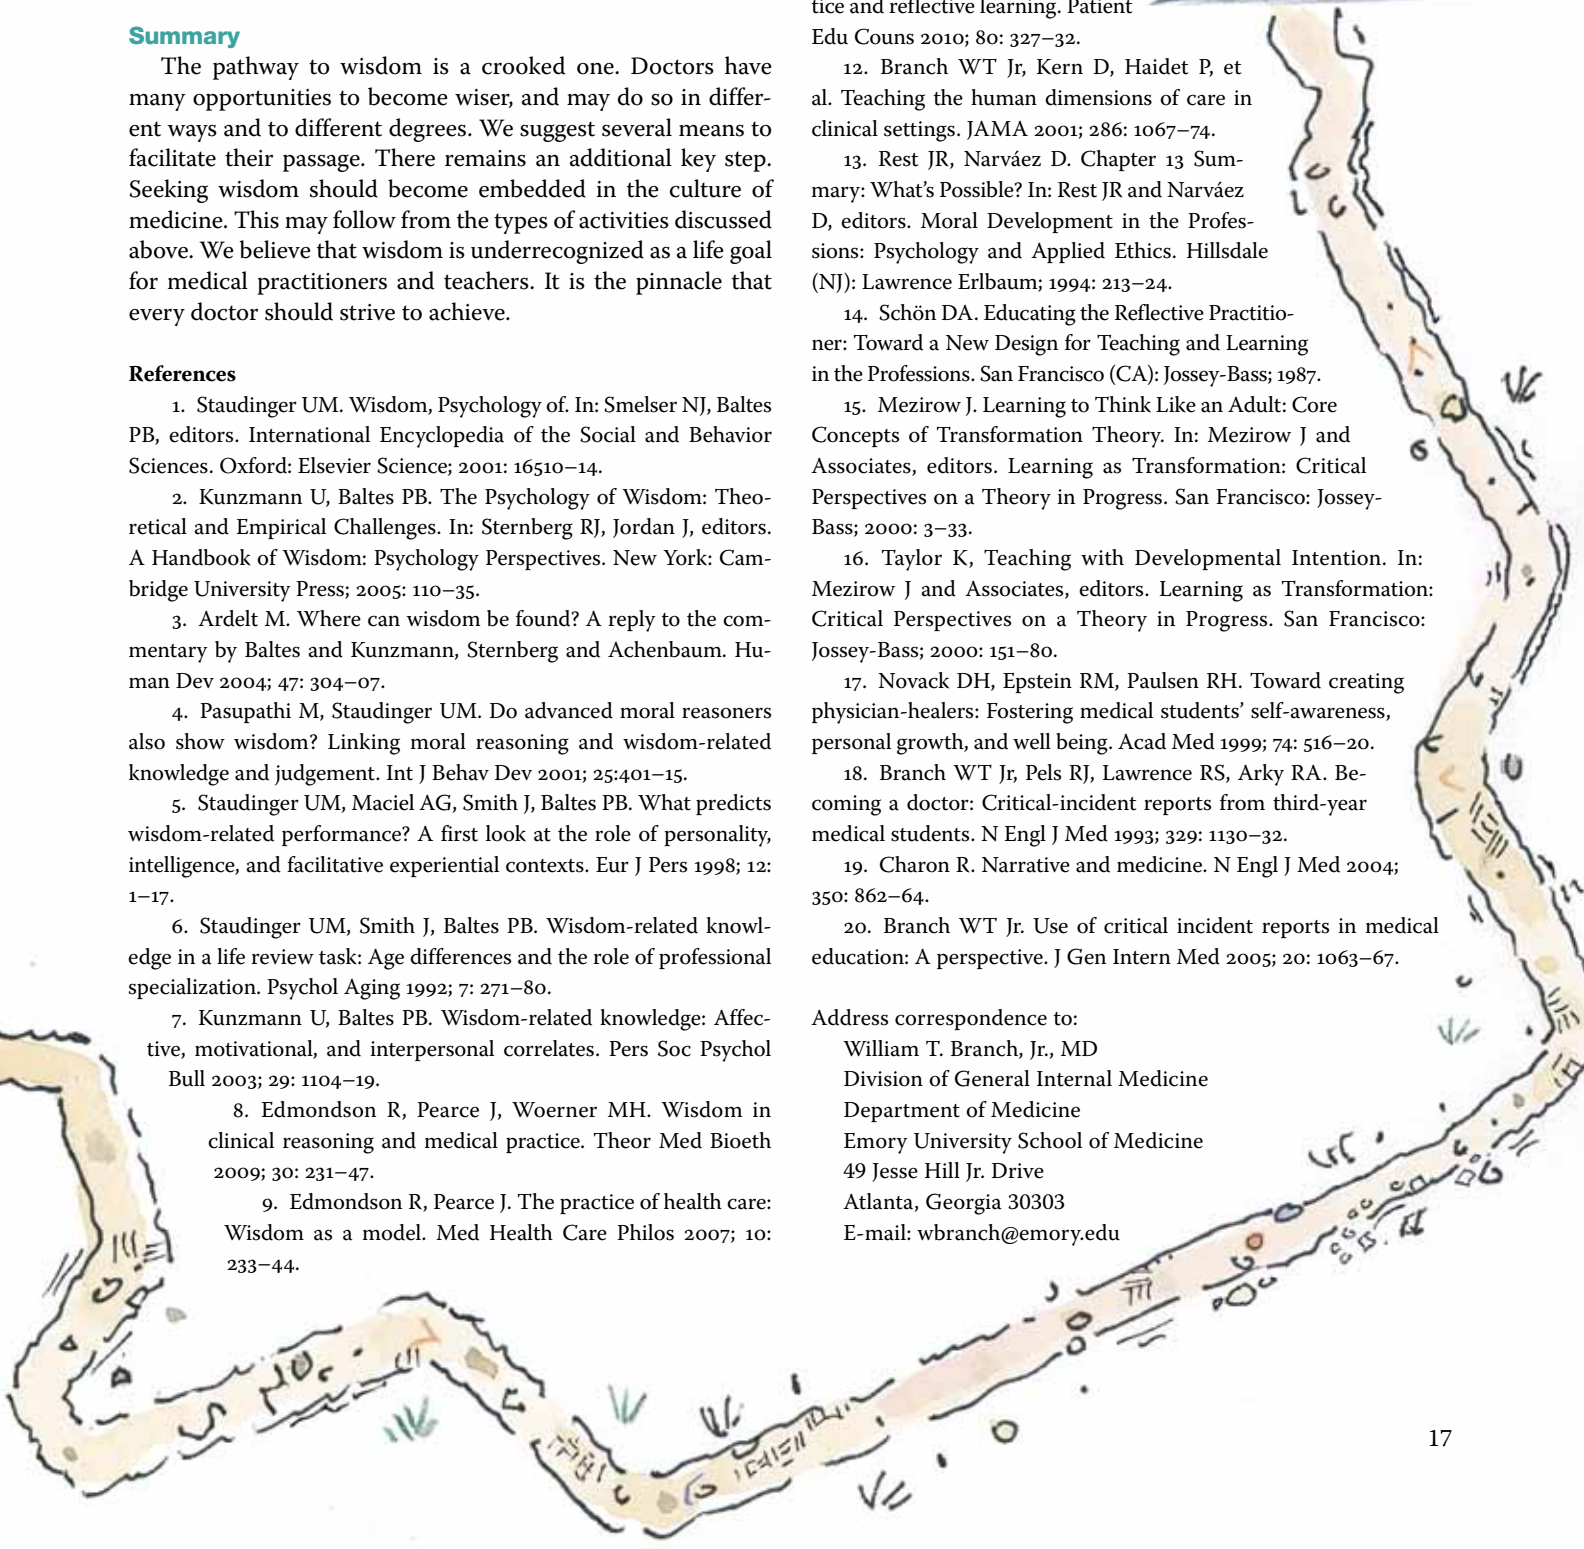 Summary
The pathway to wisdom is a crooked one. Doctors have
many opportunities to become wiser, and may do so in differ-
ent ways and to different degrees. We suggest several means to
facilitate their passage. There remains an additional key step.
Seeking wisdom should become embedded in the culture of
medicine. This may follow from the types of activities discussed
above. We believe that wisdom is underrecognized as a life goal
for medical practitioners and teachers. It is the pinnacle that
every doctor should strive to achieve.
References
1. Staudinger UM. Wisdom, Psychology of. In: Smelser NJ, Baltes
PB, editors. International Encyclopedia of the Social and Behavior
Sciences. Oxford: Elsevier Science; 2001: 16510–14.
2. Kunzmann U, Baltes PB. The Psychology of Wisdom: Theo-
retical and Empirical Challenges. In: Sternberg RJ, Jordan J, editors.
A Handbook of Wisdom: Psychology Perspectives. New York: Cam-
bridge University Press; 2005: 110–35.
3. Ardelt M. Where can wisdom be found? A reply to the com-
mentary by Baltes and Kunzmann, Sternberg and Achenbaum. Hu-
man Dev 2004; 47: 304–07.
4. Pasupathi M, Staudinger UM. Do advanced moral reasoners
also show wisdom? Linking moral reasoning and wisdom-related
knowledge and judgement. Int J Behav Dev 2001; 25:401–15.
5. Staudinger UM, Maciel AG, Smith J, Baltes PB. What predicts
wisdom-related performance? A first look at the role of personality,
intelligence, and facilitative experiential contexts. Eur J Pers 1998; 12:
1–17.
6. Staudinger UM, Smith J, Baltes PB. Wisdom-related knowl-
edge in a life review task: Age differences and the role of professional
specialization. Psychol Aging 1992; 7: 271–80.
7. Kunzmann U, Baltes PB. Wisdom-related knowledge: Affec-
tive, motivational, and interpersonal correlates. Pers Soc Psychol
Bull 2003; 29: 1104–19.
8. Edmondson R, Pearce J, Woerner MH. Wisdom in
clinical reasoning and medical practice. Theor Med Bioeth
2009; 30: 231–47.
9. Edmondson R, Pearce J. The practice of health care:
Wisdom as a model. Med Health Care Philos 2007; 10:
233–44.
tice and reflective learning. Patient
Edu Couns 2010; 80: 327–32.
12. Branch WT Jr, Kern D, Haidet P, et
al. Teaching the human dimensions of care in
clinical settings. JAMA 2001; 286: 1067–74.
13. Rest JR, Narváez D. Chapter 13 Sum-
mary: What's Possible? In: Rest JR and Narváez
D, editors. Moral Development in the Profes-
sions: Psychology and Applied Ethics. Hillsdale
(NJ): Lawrence Erlbaum; 1994: 213–24.
14. Schön DA. Educating the Reflective Practitio-
ner: Toward a New Design for Teaching and Learning
in the Professions. San Francisco (CA): Jossey-Bass; 1987.
15. Mezirow J. Learning to Think Like an Adult: Core
Concepts of Transformation Theory. In: Mezirow J and
Associates, editors. Learning as Transformation: Critical
Perspectives on a Theory in Progress. San Francisco: Jossey-
Bass; 2000: 3–33.
16. Taylor K, Teaching with Developmental Intention. In:
Mezirow J and Associates, editors. Learning as Transformation:
Critical Perspectives on a Theory in Progress. San Francisco:
Jossey-Bass; 2000: 151–80.
17. Novack DH, Epstein RM, Paulsen RH. Toward creating
physician-healers: Fostering medical students' self-awareness,
personal growth, and well being. Acad Med 1999; 74: 516–20.
18. Branch WT Jr, Pels RJ, Lawrence RS, Arky RA. Be-
coming a doctor: Critical-incident reports from third-year
medical students. N Engl J Med 1993; 329: 1130–32.
19. Charon R. Narrative and medicine. N Engl J Med 2004;
350: 862–64.
20. Branch WT Jr. Use of critical incident reports in medical
education: A perspective. J Gen Intern Med 2005; 20: 1063–67.
Address correspondence to:
William T. Branch, Jr., MD
Division of General Internal Medicine
Department of Medicine
Emory University School of Medicine
49 Jesse Hill Jr. Drive
Atlanta, Georgia 30303
E-mail: wbranch@emory.edu
17